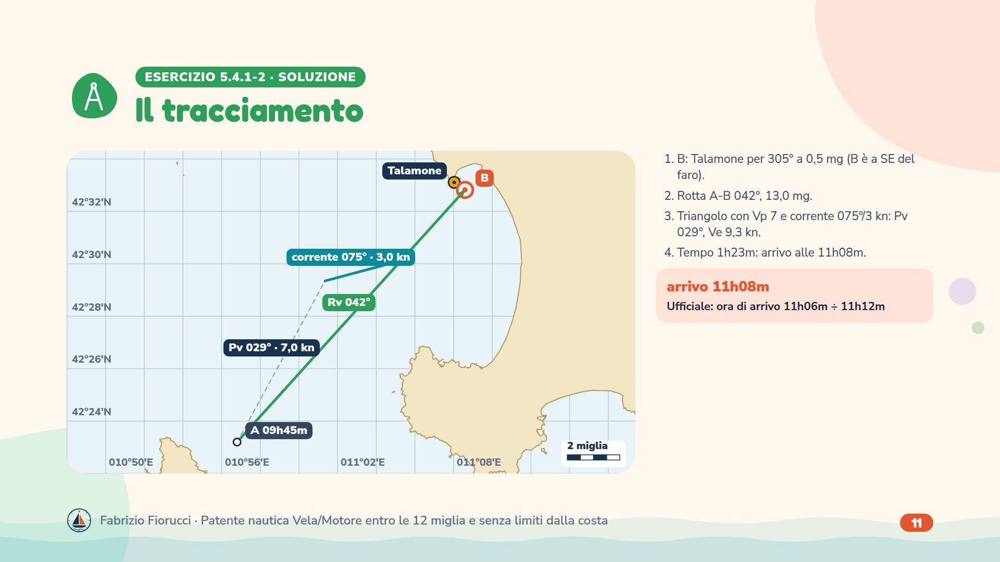 ESERCIZIO 5.4.1-2 · SOLUZIONE
Il tracciamento
Talamone
B
42°32'N
42°30'N
corrente 075° · 3,0 kn
42°28'N
Rv 042°
Pv 029° · 7,0 kn
42°26'N
42°24'N
A 09h45m
2 miglia
010°50'E
010°56'E
011°02'E
011°08'E
1. B: Talamone per 305° a 0,5 mg (B è a SE del
faro).
2. Rotta A-B 042°, 13,0 mg.
3. Triangolo con Vp 7 e corrente 075°/3 kn: Pv
029°, Ve 9,3 kn.
4. Tempo 1h23m: arrivo alle 11h08m.
arrivo 11h08m
Ufficiale: ora di arrivo 11h06m ÷ 11h12m
Fabrizio Fiorucci · Patente nautica Vela/Motore entro le 12 miglia e senza limiti dalla costa
11